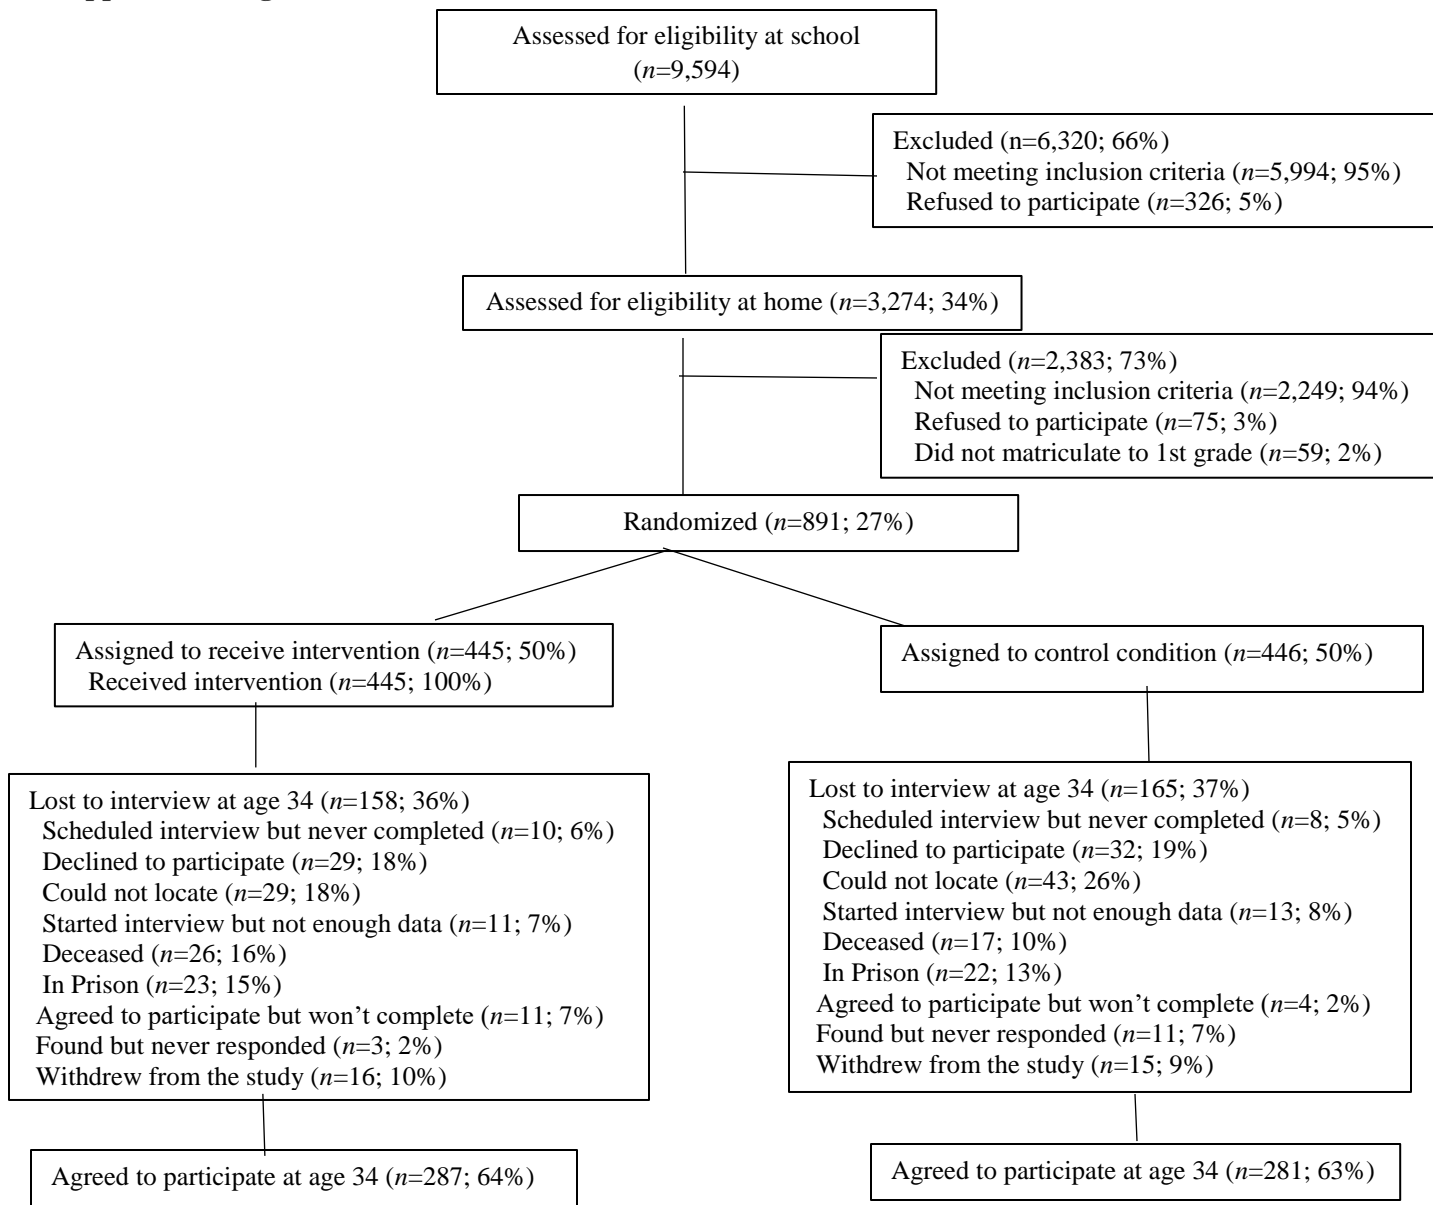 Assessed for eligibility at school
(n=9,594)
Excluded (n=6,320; 66%)
Not meeting inclusion criteria (n=5,994; 95%)
Refused to participate (n=326; 5%)
Assessed for eligibility at home (n=3,274; 34%)
Excluded (n=2,383; 73%)
Not meeting inclusion criteria (n=2,249; 94%)
Refused to participate (n=75; 3%)
Did not matriculate to 1st grade (n=59; 2%)
Randomized (n=891; 27%)
Assigned to receive intervention (n=445; 50%)
Received intervention (n=445; 100%)
Assigned to control condition (n=446; 50%)
Lost to interview at age 34 (n=158; 36%)
Scheduled interview but never completed (n=10; 6%)
Declined to participate (n=29; 18%)
Could not locate (n=29; 18%)
Started interview but not enough data (n=11; 7%)
Deceased (n=26; 16%)
In Prison (n=23; 15%)
Agreed to participate but won’t complete (n=11; 7%)
Found but never responded (n=3; 2%)
Withdrew from the study (n=16; 10%)
Lost to interview at age 34 (n=165; 37%)
Scheduled interview but never completed (n=8; 5%)
Declined to participate (n=32; 19%)
Could not locate (n=43; 26%)
Started interview but not enough data (n=13; 8%)
Deceased (n=17; 10%)
In Prison (n=22; 13%)
Agreed to participate but won’t complete (n=4; 2%)
Found but never responded (n=11; 7%)
Withdrew from the study (n=15; 9%)
Agreed to participate at age 34 (n=287; 64%)
Agreed to participate at age 34 (n=281; 63%)